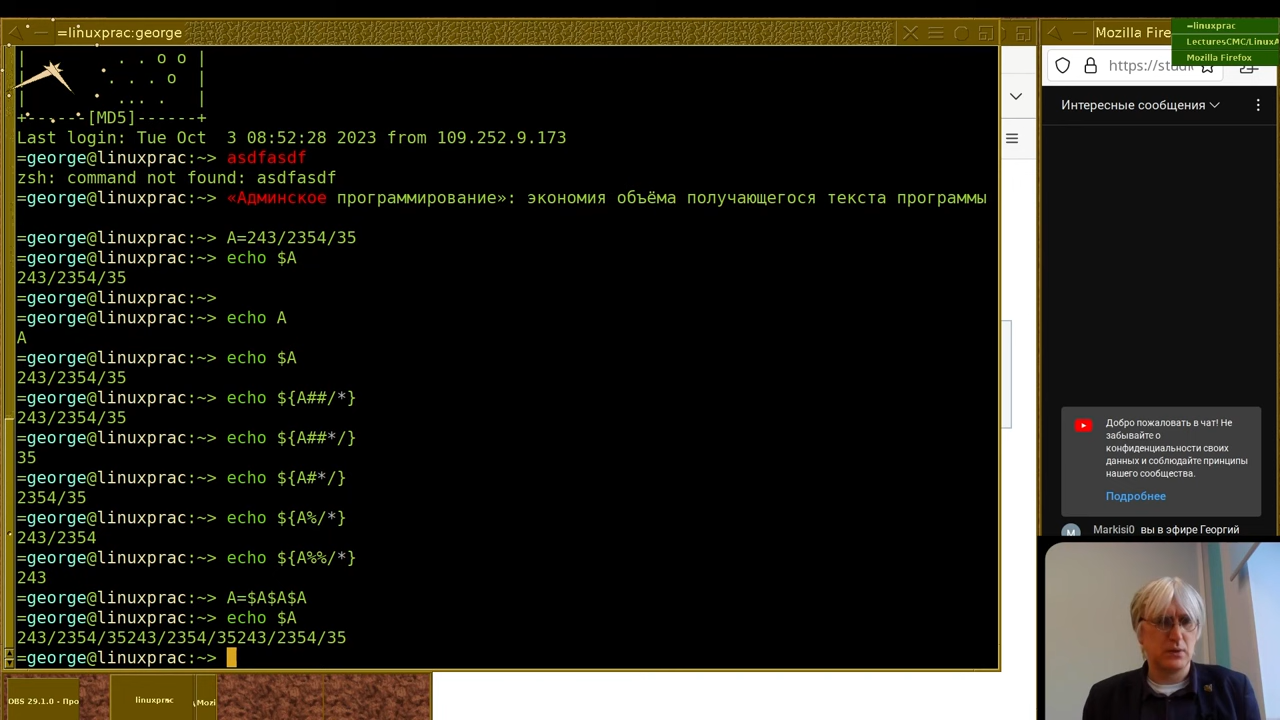 =linuxprac:george
|         . . o o |
|        . . . o  |
|        ... .    |
+------[MD5]------+
Last login: Tue Oct  3 08:52:28 2023 from 109.252.9.173
=george@linuxprac:~> asdfasdf
zsh: command not found: asdfasdf
=george@linuxprac:~> «Админское программирование»: экономия объёма получающегося текста программы
=george@linuxprac:~> A=243/2354/35
=george@linuxprac:~> echo $A
243/2354/35
=george@linuxprac:~>
=george@linuxprac:~> echo A
A
=george@linuxprac:~> echo $A
243/2354/35
=george@linuxprac:~> echo ${A##/*}
243/2354/35
=george@linuxprac:~> echo ${A##*/}
35
=george@linuxprac:~> echo ${A#*/}
2354/35
=george@linuxprac:~> echo ${A%/*}
243/2354
=george@linuxprac:~> echo ${A%%/*}
243
=george@linuxprac:~> A=$A$A$A
=george@linuxprac:~> echo $A
243/2354/35243/2354/35243/2354/35
=george@linuxprac:~>
Mozilla Fire
=linuxprac
LecturesCMC/LinuxA
Mozilla Firefox
Интересные сообщения
Добро пожаловать в чат! Не
забывайте о
конфиденциальности своих
данных и соблюдайте принципы
нашего сообщества.
Подробнее
M
Markisi0 вы в эфире Георгий
OBS 29.1.0 - Про
linuxprac
Mozi